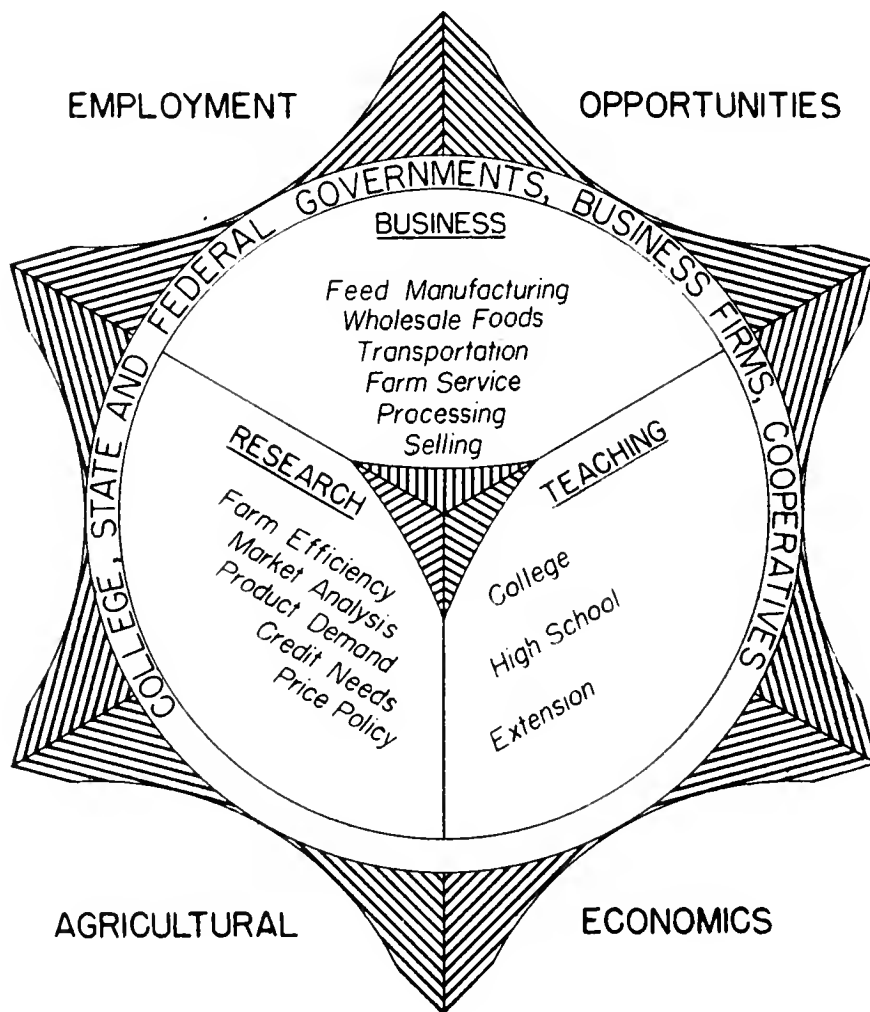 EMPLOYMENT
OPPORTUNITIES
COLLEGE, STATE AND FEDERAL GOVERNMENTS, BUSINESS FIRMS, COOPERATIVES
BUSINESS
Feed Manufacturing
Wholesale Foods
Transportation
Farm Service
Processing
Selling
RESEARCH
Farm Efficiency
Market Analysis
Product Demand
Credit Needs
Price Policy
TEACHING
College
High School
Extension
AGRICULTURAL
ECONOMICS